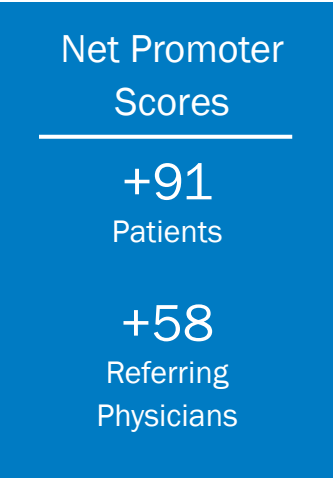 Net Promoter
Scores
+91
Patients
+58
Referring
Physicians